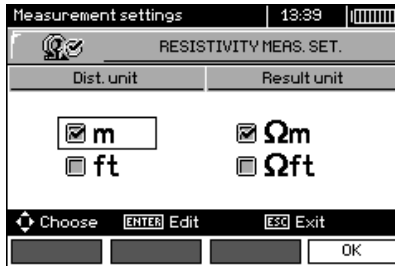 Measurement settings 13:39
RESISTIVITY MEAS. SET.
Dist. unit Result unit
m Ωm
ft Ωft
Choose ENTER Edit ESC Exit
OK